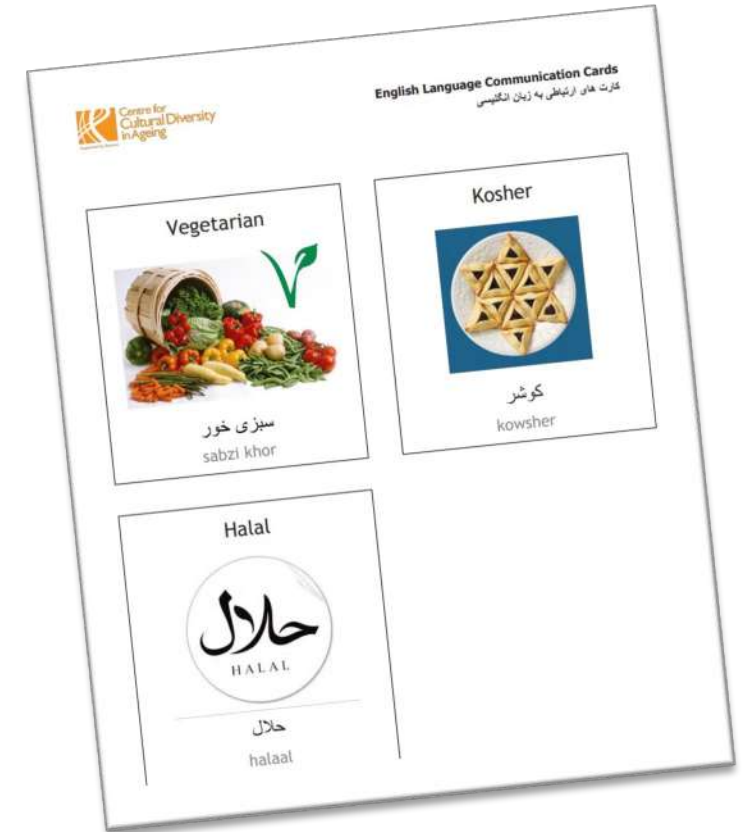 Centre for
Cultural Diversity
in Ageing
English Language Communication Cards
کارت های ارتباطی به زبان انگلیسی
Vegetarian
سبزی خور
sabzi khor
Kosher
کوشر
kowsher
Halal
حلال
HALAL
حلال
halaal